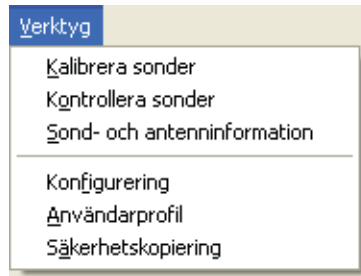 Verktyg
Kalibrera sonder
Kontrollera sonder
Sond- och antenninformation
Konfigurering
Användarprofil
Säkerhetskopiering